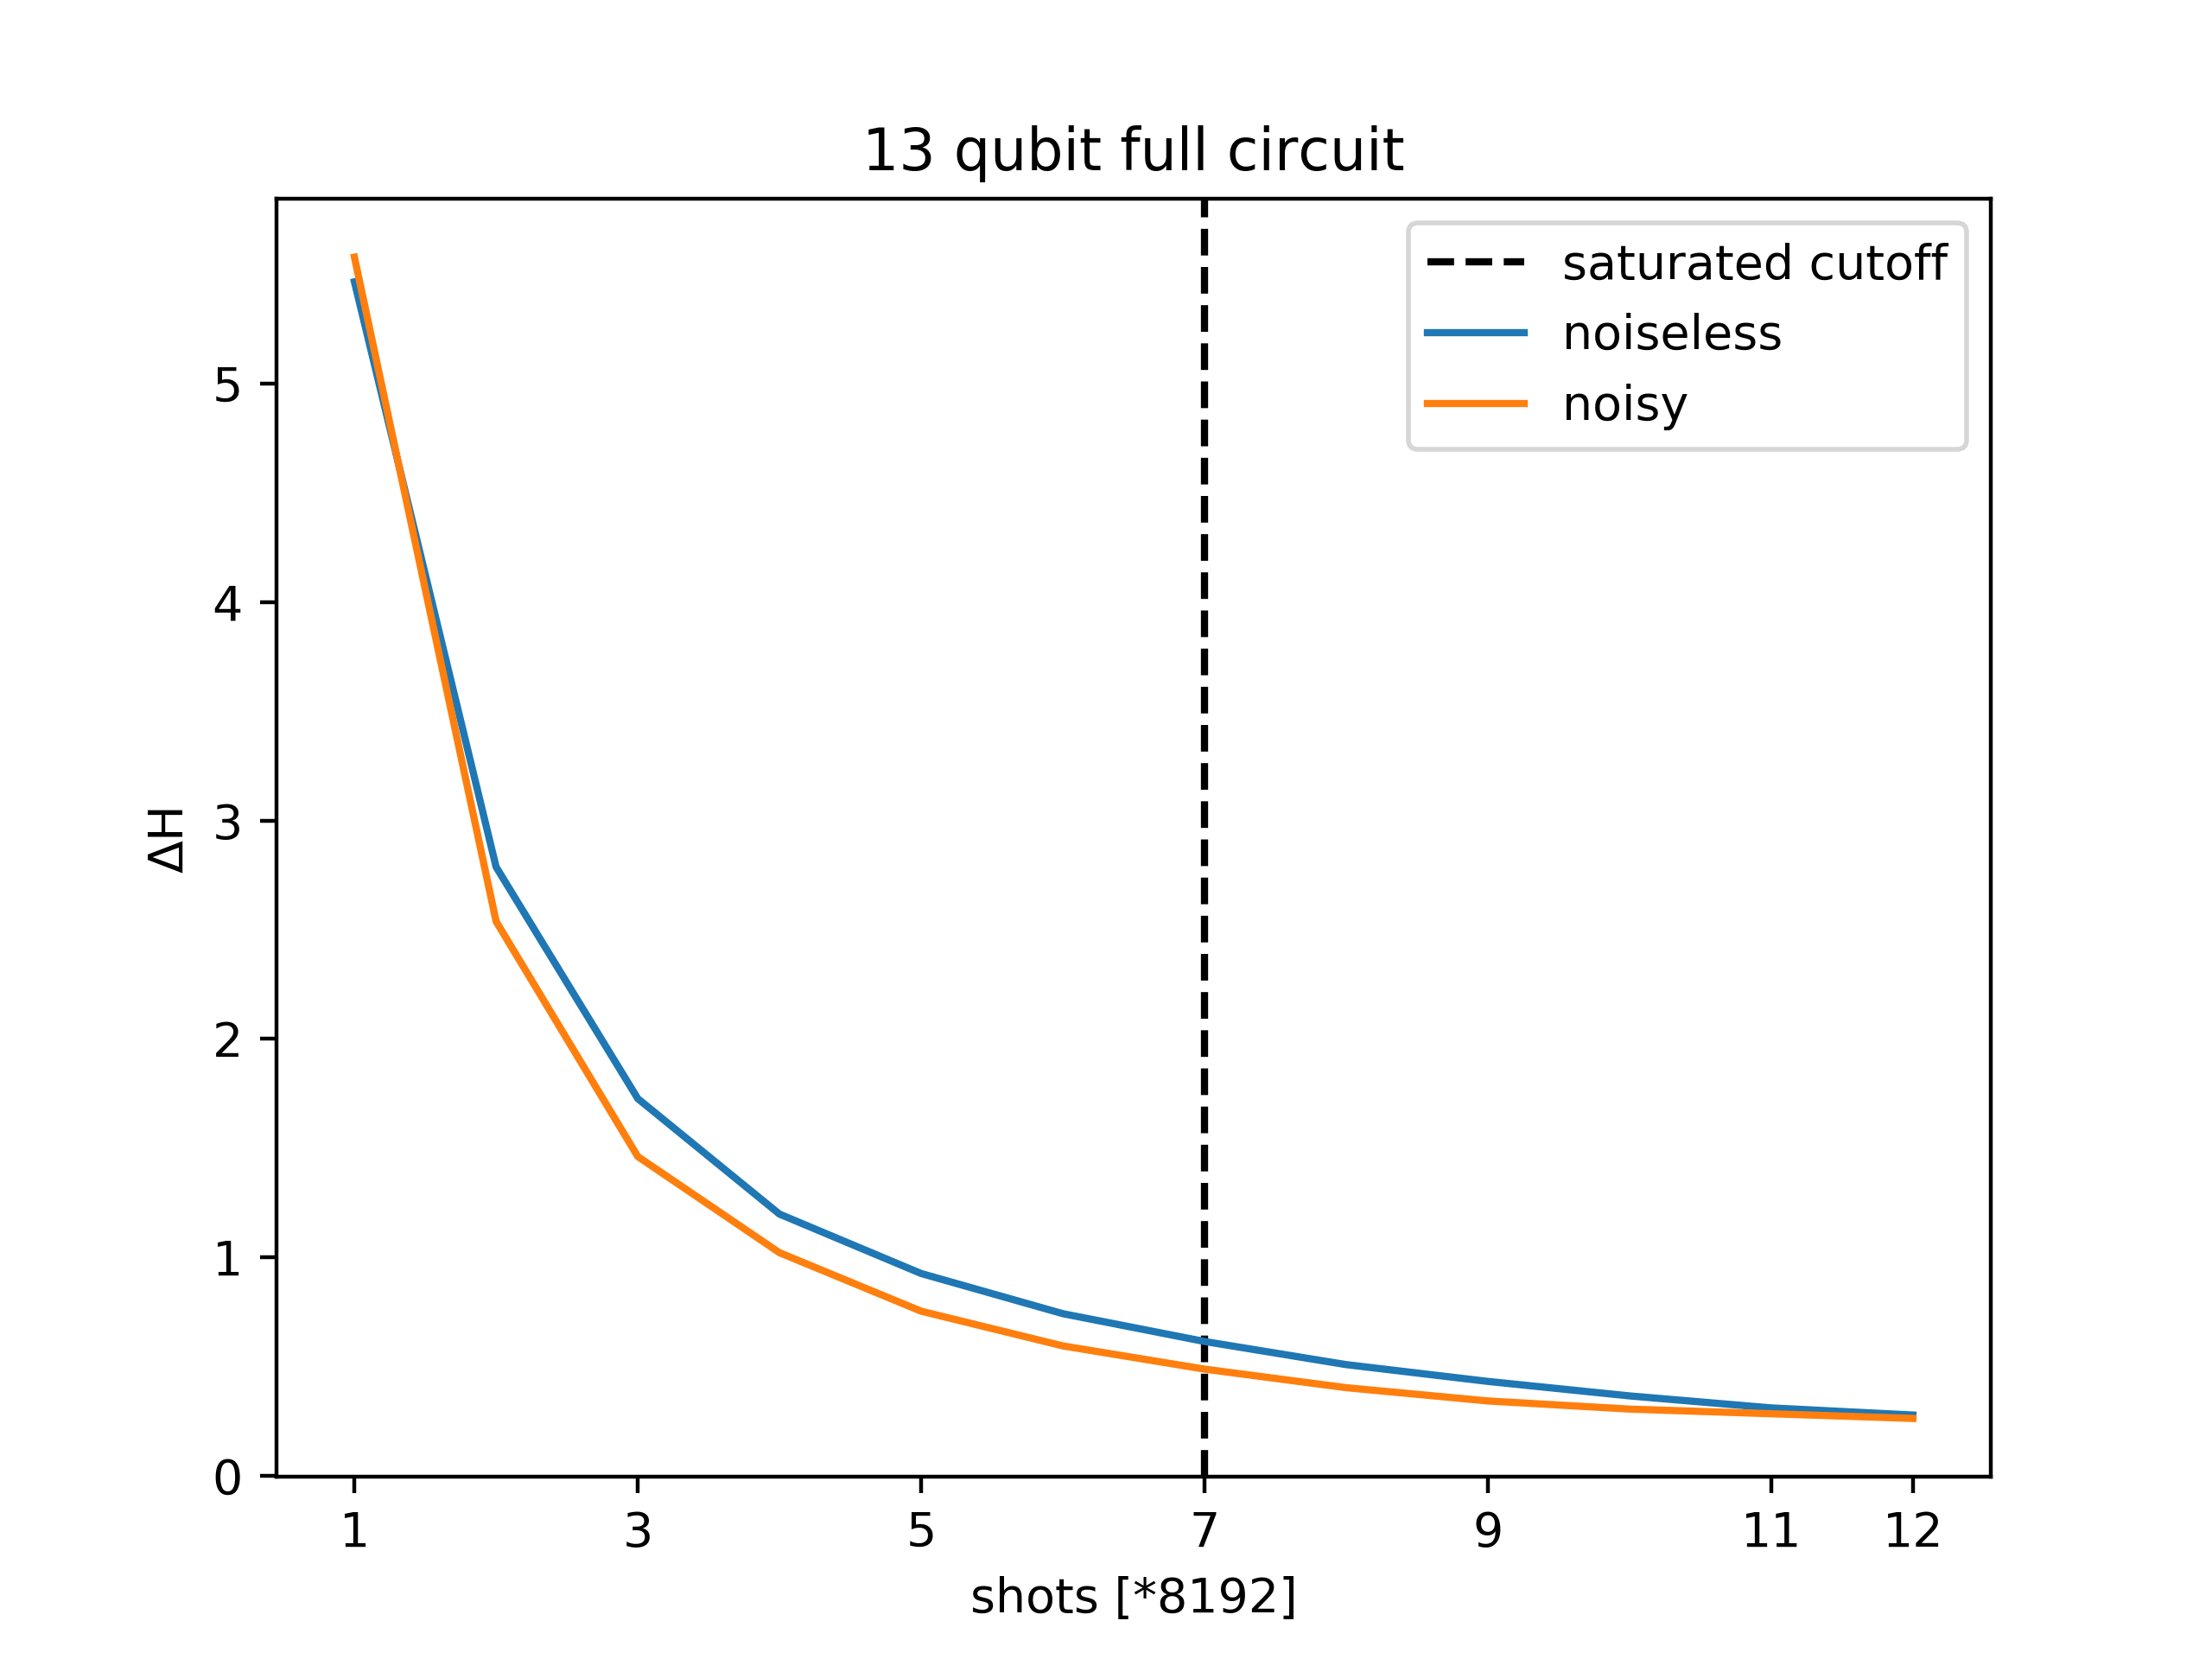 13 qubit full circuit
saturated cutoff
noiseless
noisy
5
4
3
2
1
0
ΔH
1 3 5 7 9 11 12
shots [*8192]